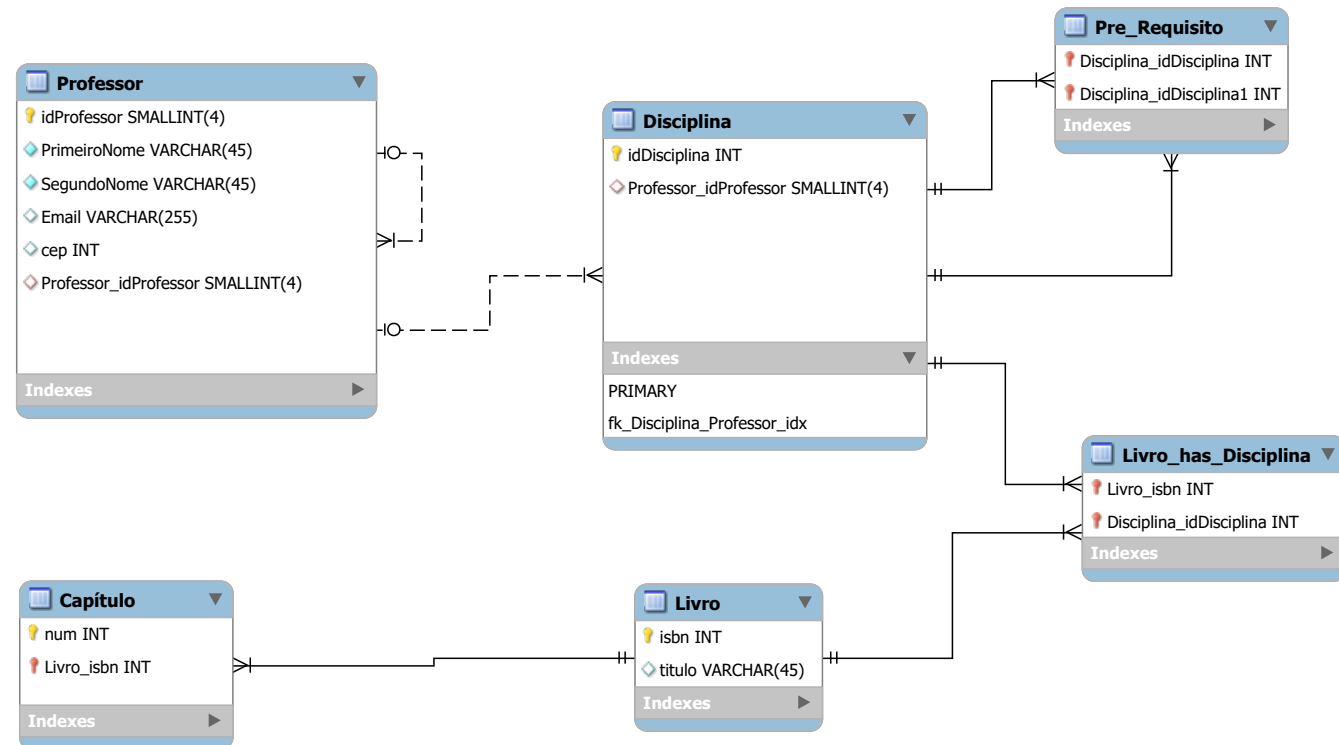 Professor
idProfessor SMALLINT(4)
PrimeiroNome VARCHAR(45)
SegundoNome VARCHAR(45)
Email VARCHAR(255)
cep INT
Professor_idProfessor SMALLINT(4)
Indexes
Disciplina
idDisciplina INT
Professor_idProfessor SMALLINT(4)
Indexes
PRIMARY
fk_Disciplina_Professor_idx
Pre_Requisito
Disciplina_idDisciplina INT
Disciplina_idDisciplina1 INT
Indexes
Livro_has_Disciplina
Livro_isbn INT
Disciplina_idDisciplina INT
Indexes
Capítulo
num INT
Livro_isbn INT
Indexes
Livro
isbn INT
titulo VARCHAR(45)
Indexes